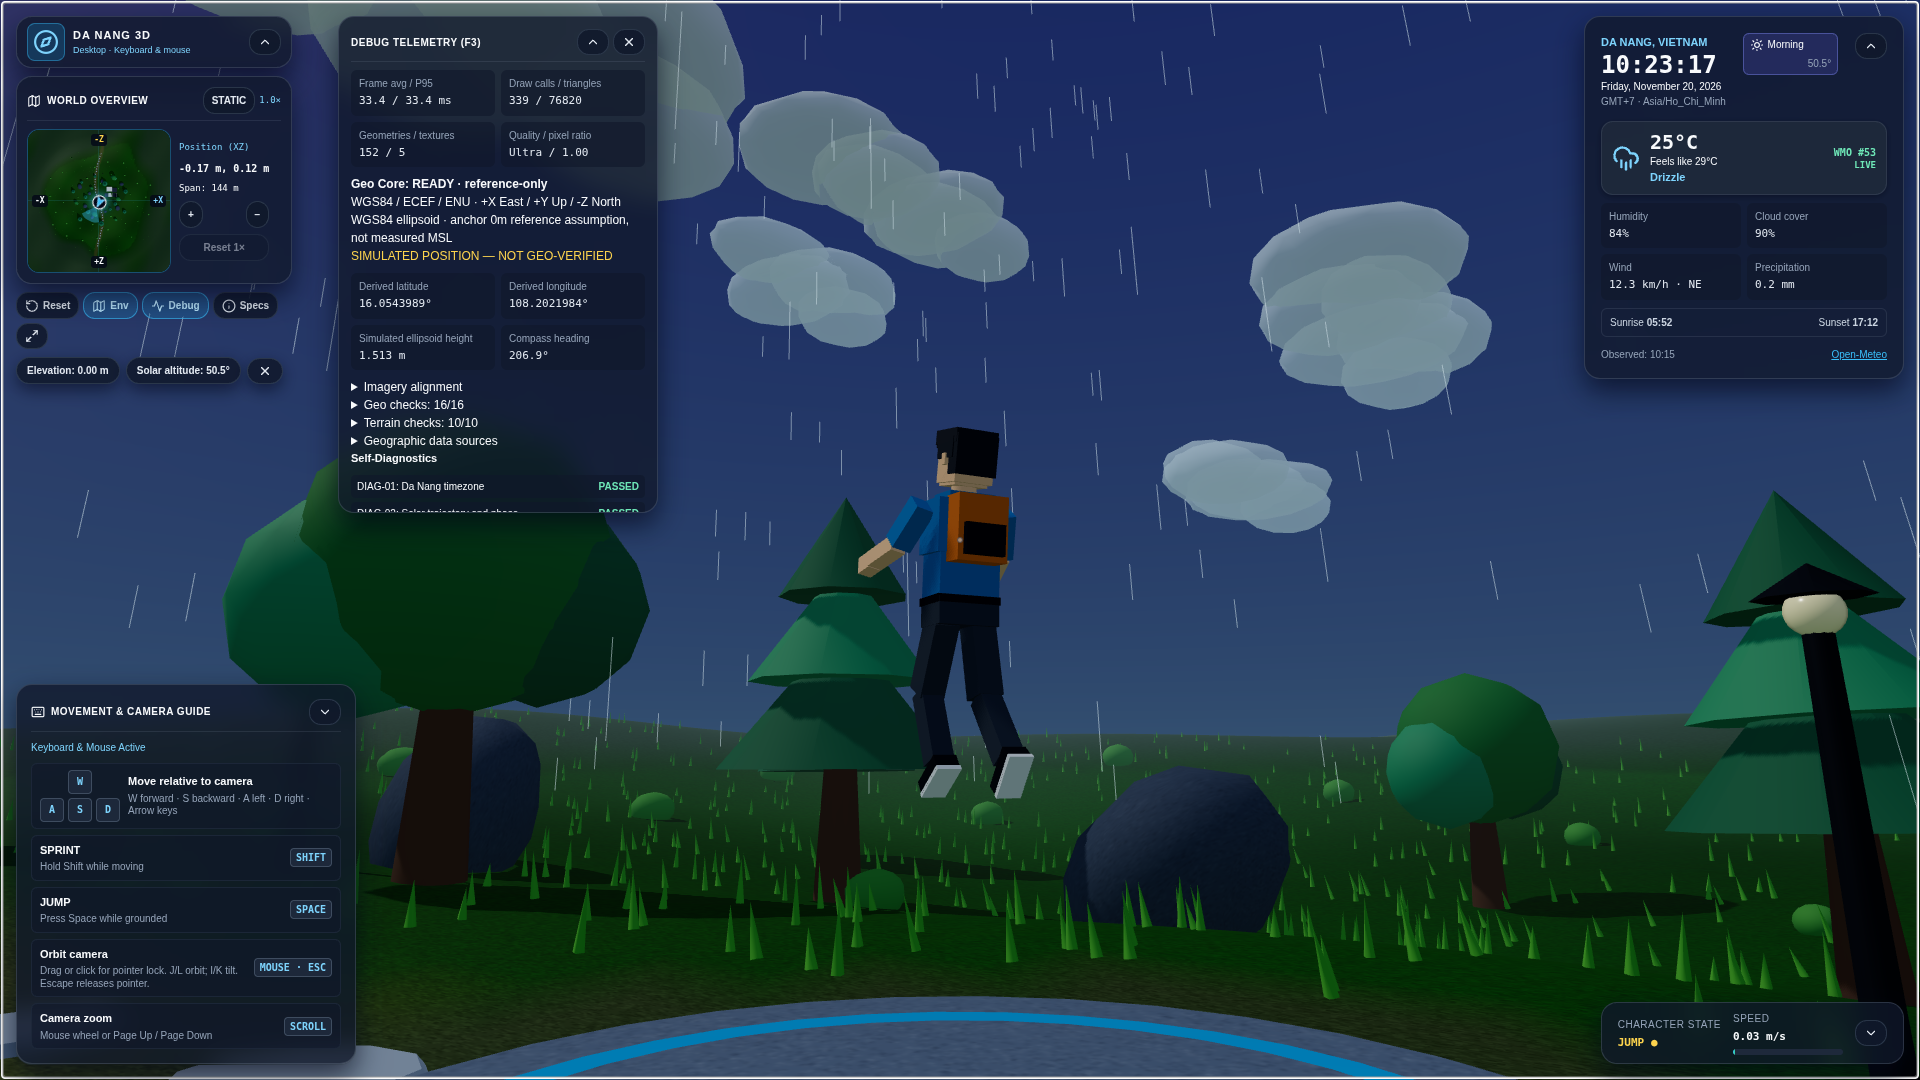 DA NANG 3D
Desktop · Keyboard & mouse
WORLD OVERVIEW
STATIC
1.0×
-Z
-X
+X
+Z
Position (XZ)
-0.17 m, 0.12 m
Span: 144 m
+
−
Reset 1×
Reset
Env
Debug
Specs
Elevation: 0.00 m
Solar altitude: 50.5°
DEBUG TELEMETRY (F3)
Frame avg / P95
33.4 / 33.4 ms
Draw calls / triangles
339 / 76820
Geometries / textures
152 / 5
Quality / pixel ratio
Ultra / 1.00
Geo Core: READY · reference-only
WGS84 / ECEF / ENU · +X East / +Y Up / -Z North
WGS84 ellipsoid · anchor 0m reference assumption,
not measured MSL
SIMULATED POSITION — NOT GEO-VERIFIED
Derived latitude
16.0543989°
Derived longitude
108.2021984°
Simulated ellipsoid height
1.513 m
Compass heading
206.9°
Imagery alignment
Geo checks: 16/16
Terrain checks: 10/10
Geographic data sources
Self-Diagnostics
DIAG-01: Da Nang timezone
PASSED
DA NANG, VIETNAM
10:23:17
Friday, November 20, 2026
GMT+7 · Asia/Ho_Chi_Minh
Morning
50.5°
25°C
Feels like 29°C
Drizzle
WMO #53
LIVE
Humidity
84%
Cloud cover
90%
Wind
12.3 km/h · NE
Precipitation
0.2 mm
Sunrise 05:52
Sunset 17:12
Observed: 10:15
Open-Meteo
MOVEMENT & CAMERA GUIDE
Keyboard & Mouse Active
W
A S D
Move relative to camera
W forward · S backward · A left · D right ·
Arrow keys
SPRINT
Hold Shift while moving
SHIFT
JUMP
Press Space while grounded
SPACE
Orbit camera
Drag or click for pointer lock. J/L orbit; I/K tilt.
Escape releases pointer.
MOUSE · ESC
Camera zoom
Mouse wheel or Page Up / Page Down
SCROLL
CHARACTER STATE
JUMP
SPEED
0.03 m/s